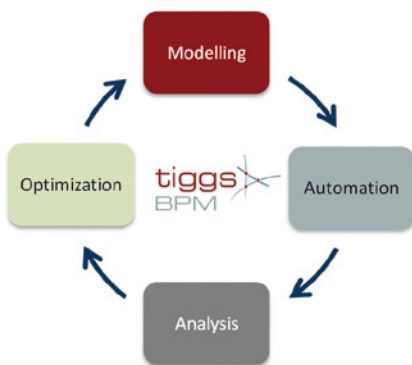 Modelling
Optimization
tiggs
BPM
Automation
Analysis